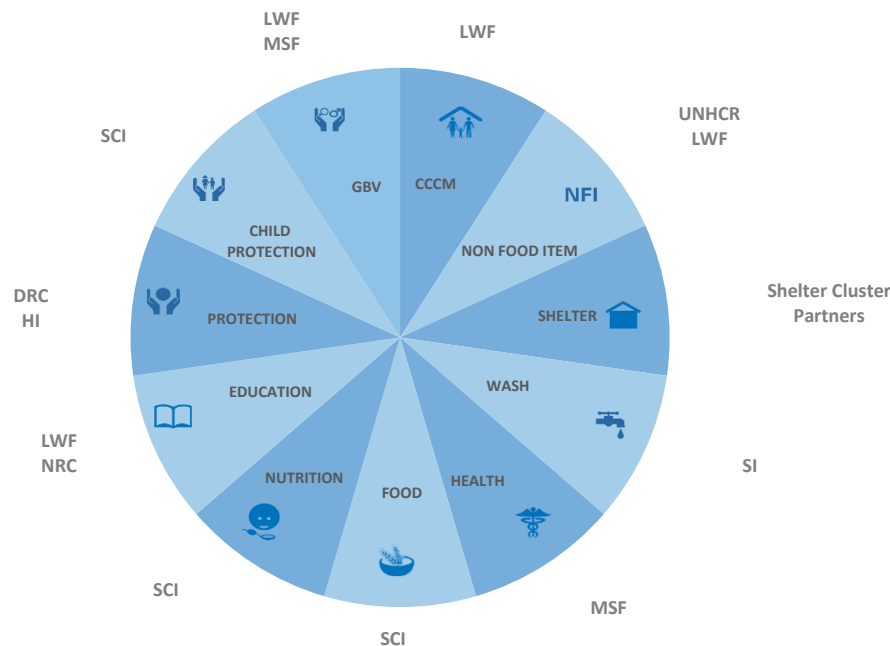 LWF
MSF
LWF
UNHCR
LWF
SCI
GBV
CCCM
NFI
CHILD
PROTECTION
NON FOOD ITEM
DRC
HI
PROTECTION
SHELTER
Shelter Cluster
Partners
EDUCATION
WASH
LWF
NRC
SI
NUTRITION
FOOD
HEALTH
SCI
SCI
MSF